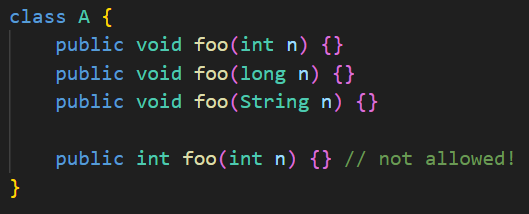 class A {
    public void foo(int n) {}
    public void foo(long n) {}
    public void foo(String n) {}

    public int foo(int n) {} // not allowed!
}